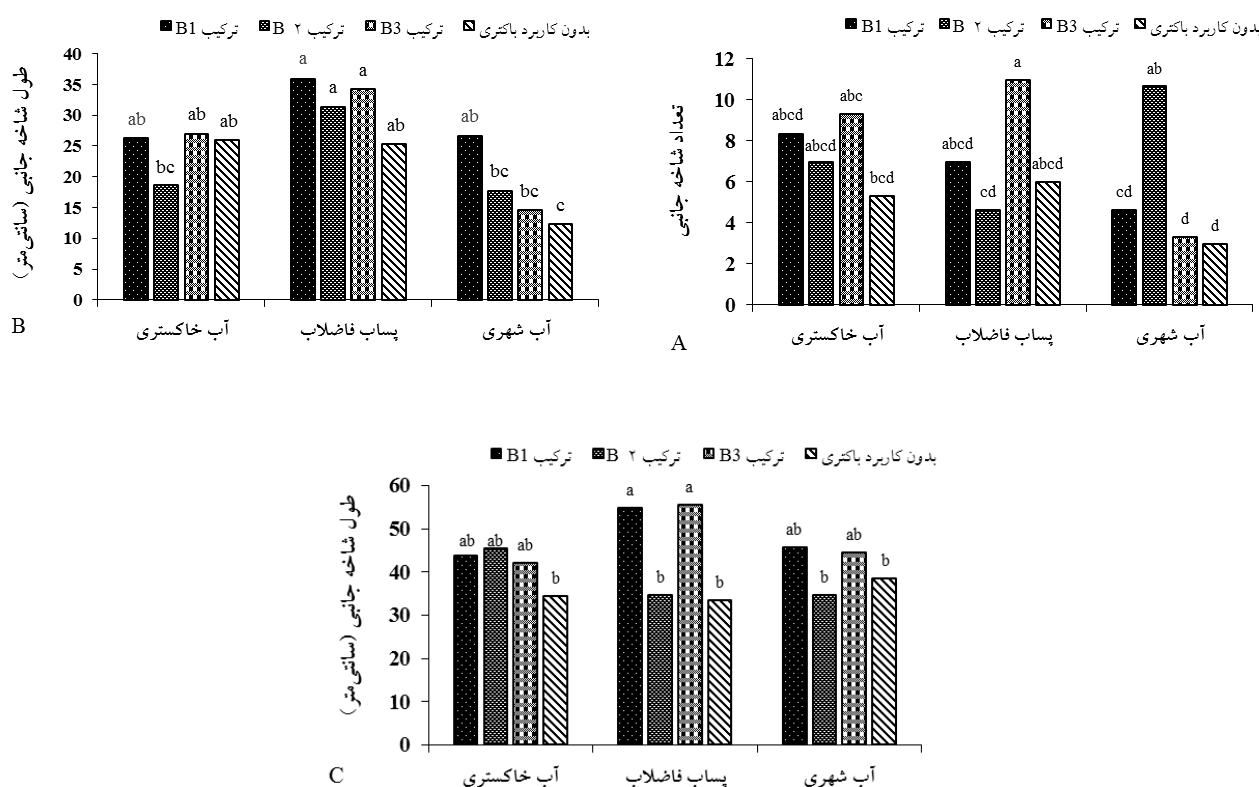 ترکیب B1 ترکیب B ۲ ترکیب B3 بدون کاربرد باکتری
تعداد شاخه جانبی
12
10
8
6
4
2
0
abcd abcd abc bcd abcd cd a abcd cd ab d d
آب خاکستری پساب فاضلاب آب شهری
A
ترکیب B1 ترکیب B ۲ ترکیب B3 بدون کاربرد باکتری
طول شاخه جانبی (سانتی‌متر)
40
35
30
25
20
15
10
5
0
ab bc ab ab a a a ab ab bc bc c
آب خاکستری پساب فاضلاب آب شهری
B
ترکیب B1 ترکیب B ۲ ترکیب B3 بدون کاربرد باکتری
طول شاخه جانبی (سانتی‌متر)
60
50
40
30
20
10
0
ab ab ab b a b a b ab b ab b
آب خاکستری پساب فاضلاب آب شهری
C